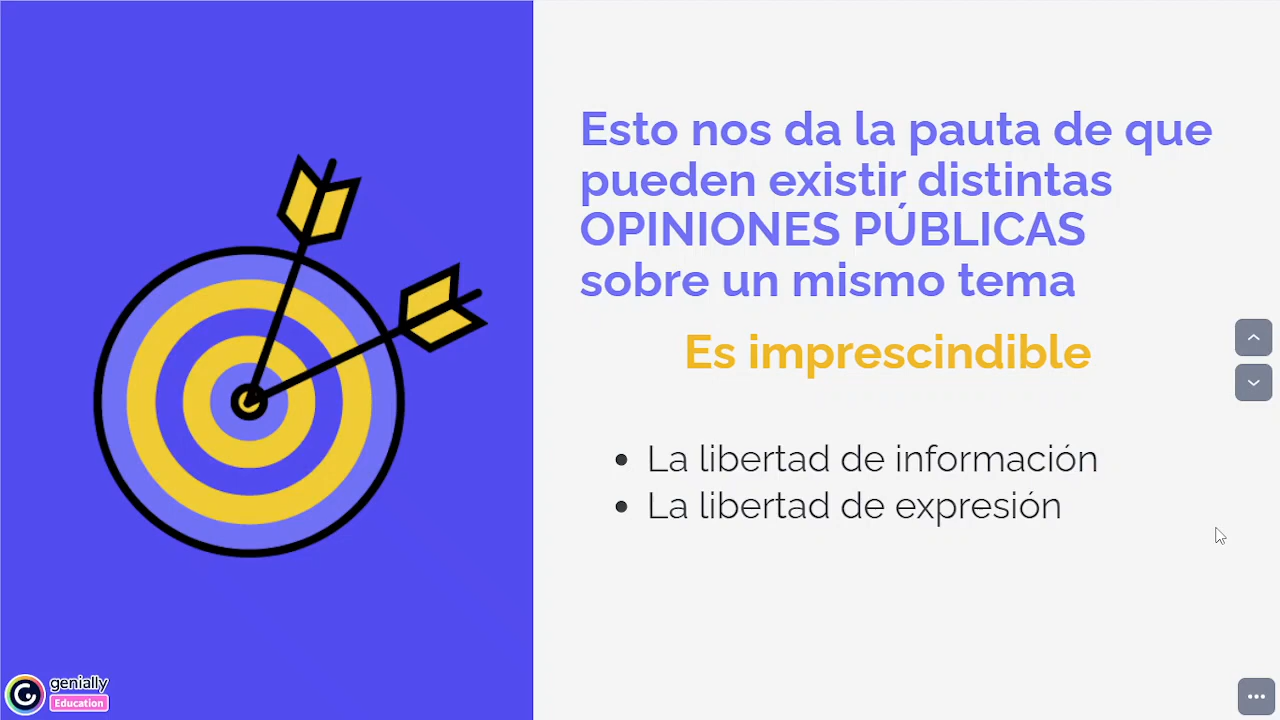 Esto nos da la pauta de que
pueden existir distintas
OPINIONES PÚBLICAS
sobre un mismo tema
Es imprescindible
• La libertad de información
• La libertad de expresión
genially
Education